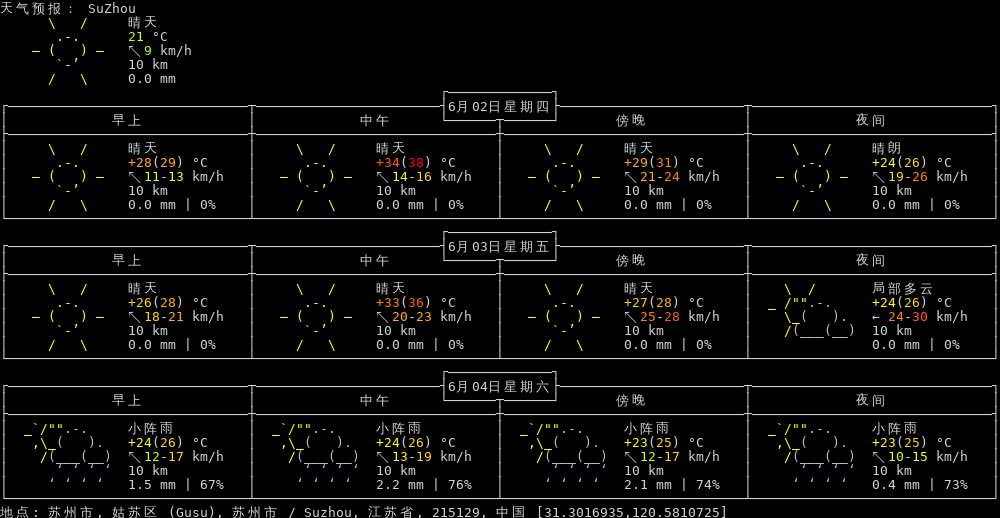 天气预报： SuZhou
晴天
21 °C
↖ 9 km/h
10 km
0.0 mm
6月02日星期四
早上 中午 傍晚 夜间
晴天 晴天 晴天 晴朗
+28(29) °C +34(38) °C +29(31) °C +24(26) °C
↖ 11-13 km/h ↖ 14-16 km/h ↖ 21-24 km/h ↖ 19-26 km/h
10 km 10 km 10 km 10 km
0.0 mm | 0% 0.0 mm | 0% 0.0 mm | 0% 0.0 mm | 0%
6月03日星期五
早上 中午 傍晚 夜间
晴天 晴天 晴天 局部多云
+26(28) °C +33(36) °C +27(28) °C +24(26) °C
↖ 18-21 km/h ↖ 20-23 km/h ↖ 25-28 km/h ← 24-30 km/h
10 km 10 km 10 km 10 km
0.0 mm | 0% 0.0 mm | 0% 0.0 mm | 0% 0.0 mm | 0%
6月04日星期六
早上 中午 傍晚 夜间
小阵雨 小阵雨 小阵雨 小阵雨
+24(26) °C +24(26) °C +23(25) °C +23(25) °C
↖ 12-17 km/h ↖ 13-19 km/h ↖ 12-17 km/h ↖ 10-15 km/h
10 km 10 km 10 km 10 km
1.5 mm | 67% 2.2 mm | 76% 2.1 mm | 74% 0.4 mm | 73%
地点: 苏州市, 姑苏区 (Gusu), 苏州市 / Suzhou, 江苏省, 215129, 中国 [31.3016935,120.5810725]